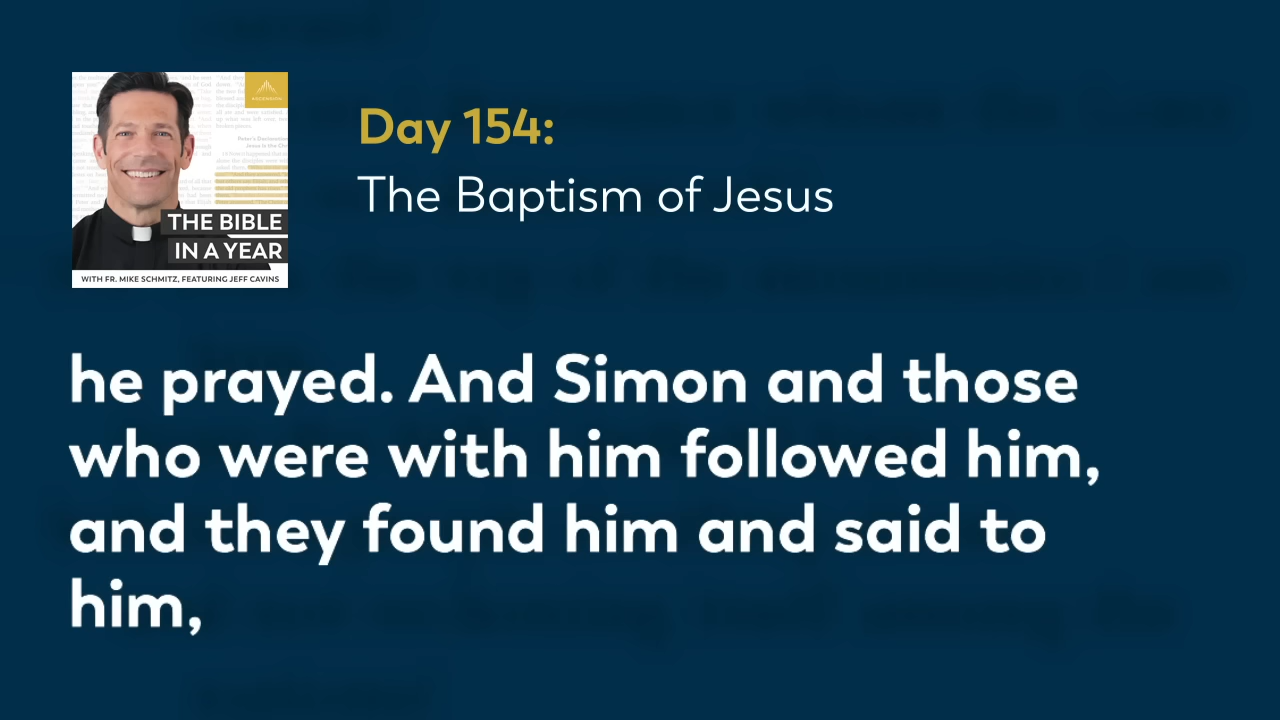 ASCENSION
THE BIBLE
IN A YEAR
WITH FR. MIKE SCHMITZ, FEATURING JEFF CAVINS
Day 154:
The Baptism of Jesus
he prayed. And Simon and those
who were with him followed him,
and they found him and said to
him,